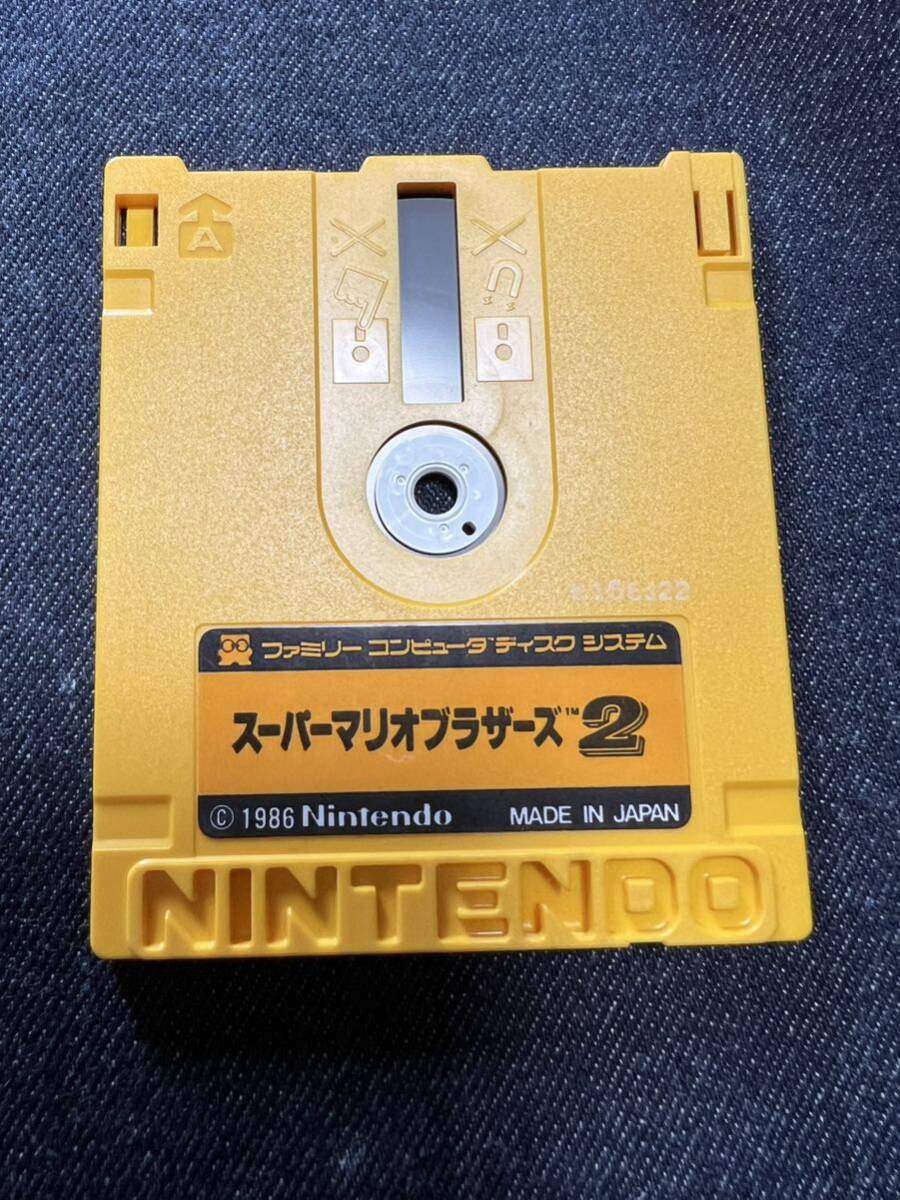 A
ファミリー コンピュータ™ ディスク システム
スーパーマリオブラザーズ™2
© 1986 Nintendo MADE IN JAPAN
NINTENDO